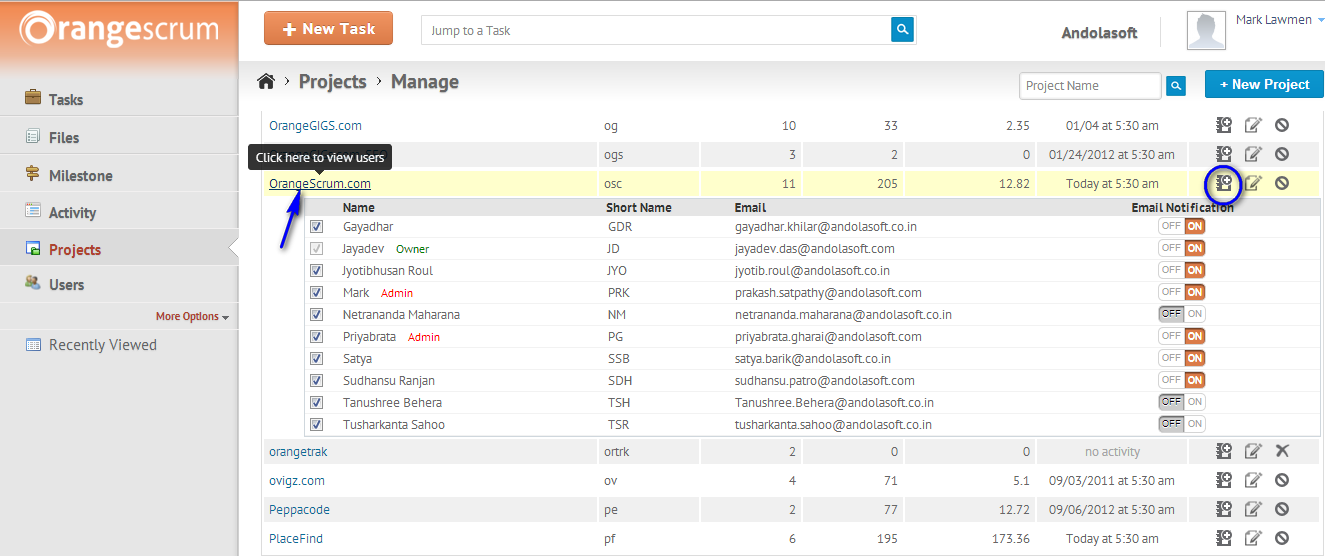 Orangescrum
+ New Task
Jump to a Task
Andolasoft
Mark Lawmen
Projects › Manage
Project Name
+ New Project
Tasks
Files
Milestone
Activity
Projects
Users
More Options
Recently Viewed
OrangeGIGS.com og 10 33 2.35 01/04 at 5:30 am
ogs 3 2 0 01/24/2012 at 5:30 am
Click here to view users
OrangeScrum.com osc 11 205 12.82 Today at 5:30 am
Name Short Name Email Email Notification
Gayadhar GDR gayadhar.khilar@andolasoft.co.in OFF ON
Jayadev Owner JD jayadev.das@andolasoft.com OFF ON
Jyotibhusan Roul JYO jyotib.roul@andolasoft.co.in OFF ON
Mark Admin PRK prakash.satpathy@andolasoft.com OFF ON
Netrananda Maharana NM netrananda.maharana@andolasoft.co.in OFF ON
Priyabrata Admin PG priyabrata.gharai@andolasoft.com OFF ON
Satya SSB satya.barik@andolasoft.co.in OFF ON
Sudhansu Ranjan SDH sudhansu.patro@andolasoft.com OFF ON
Tanushree Behera TSH Tanushree.Behera@andolasoft.co.in OFF ON
Tusharkanta Sahoo TSR tusharkanta.sahoo@andolasoft.co.in OFF ON
orangetrak ortrk 2 0 0 no activity
ovigz.com ov 4 71 5.1 09/03/2011 at 5:30 am
Peppacode pe 2 77 12.72 09/06/2012 at 5:30 am
PlaceFind pf 6 195 173.36 Today at 5:30 am